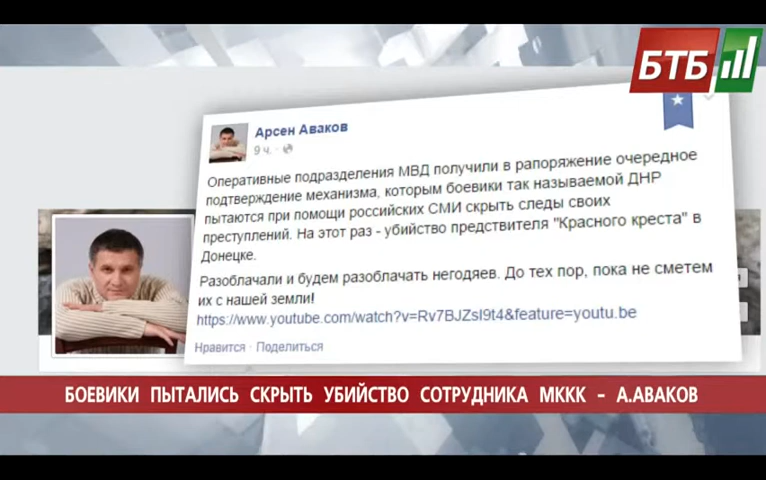 БТБ
Арсен Аваков
9 ч. ·
Оперативные подразделения МВД получили в рапоряжение очередное
подтверждение механизма, которым боевики так называемой ДНР
пытаются при помощи российских СМИ скрыть следы своих
преступлений. На этот раз - убийство предствителя "Красного креста" в
Донецке.
Разоблачали и будем разоблачать негодяев. До тех пор, пока не сметем
их с нашей земли!
https://www.youtube.com/watch?v=Rv7BJZsI9t4&feature=youtu.be
Нравится · Поделиться
БОЕВИКИ ПЫТАЛИСЬ СКРЫТЬ УБИЙСТВО СОТРУДНИКА МККК – А.АВАКОВ